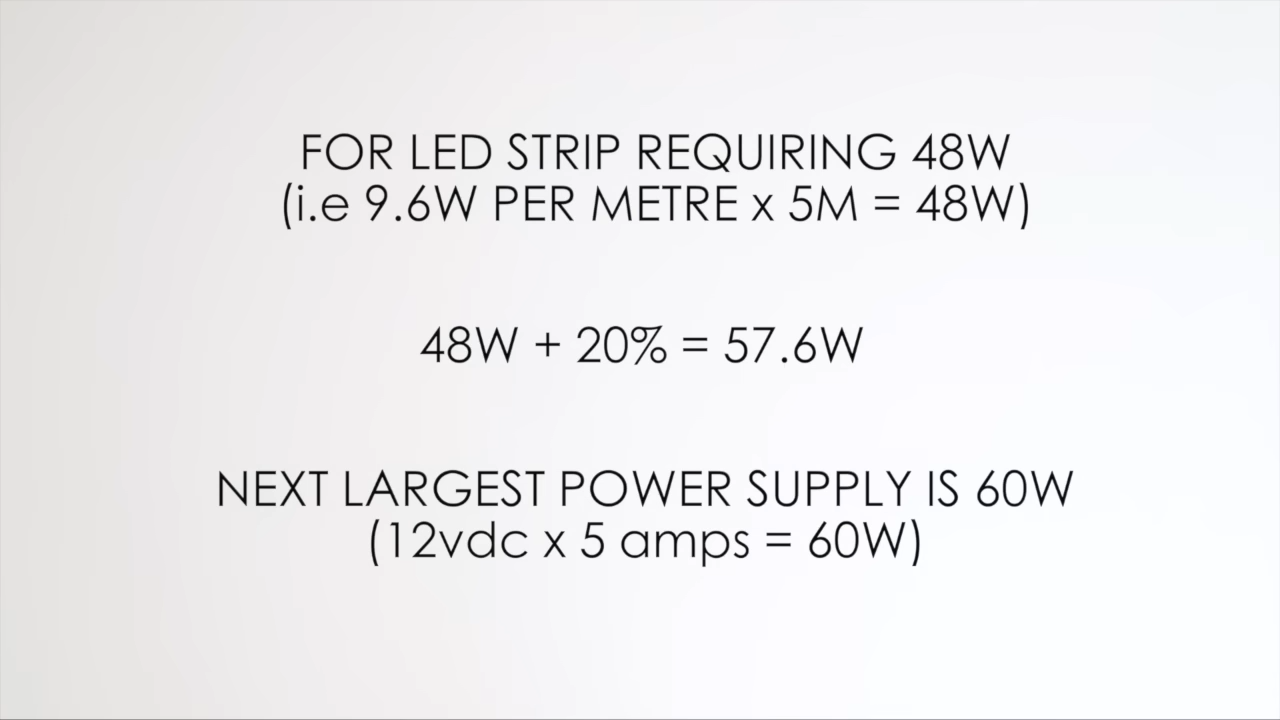 FOR LED STRIP REQUIRING 48W
(i.e 9.6W PER METRE x 5M = 48W)
48W + 20% = 57.6W
NEXT LARGEST POWER SUPPLY IS 60W
(12vdc x 5 amps = 60W)